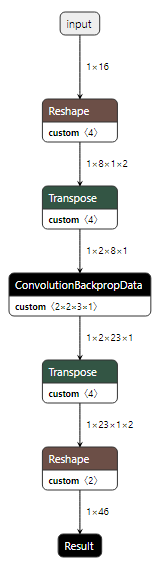 input
1×16
Reshape
custom 〈4〉
1×8×1×2
Transpose
custom 〈4〉
1×2×8×1
ConvolutionBackpropData
custom 〈2×2×3×1〉
1×2×23×1
Transpose
custom 〈4〉
1×23×1×2
Reshape
custom 〈2〉
1×46
Result